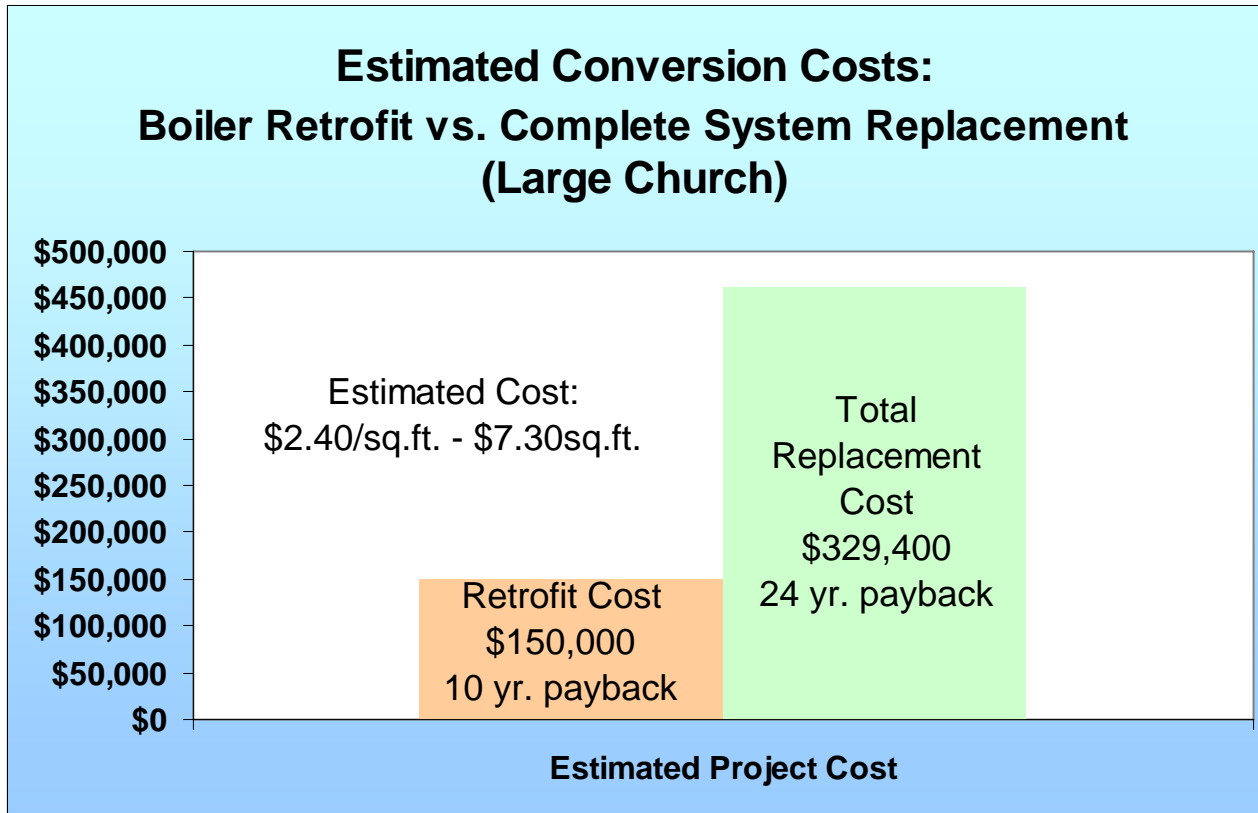 Estimated Conversion Costs:
Boiler Retrofit vs. Complete System Replacement
(Large Church)
$500,000
$450,000
$400,000
$350,000
$300,000
$250,000
$200,000
$150,000
$100,000
$50,000
$0
Estimated Cost:
$2.40/sq.ft. - $7.30sq.ft.
Retrofit Cost
$150,000
10 yr. payback
Total
Replacement
Cost
$329,400
24 yr. payback
Estimated Project Cost